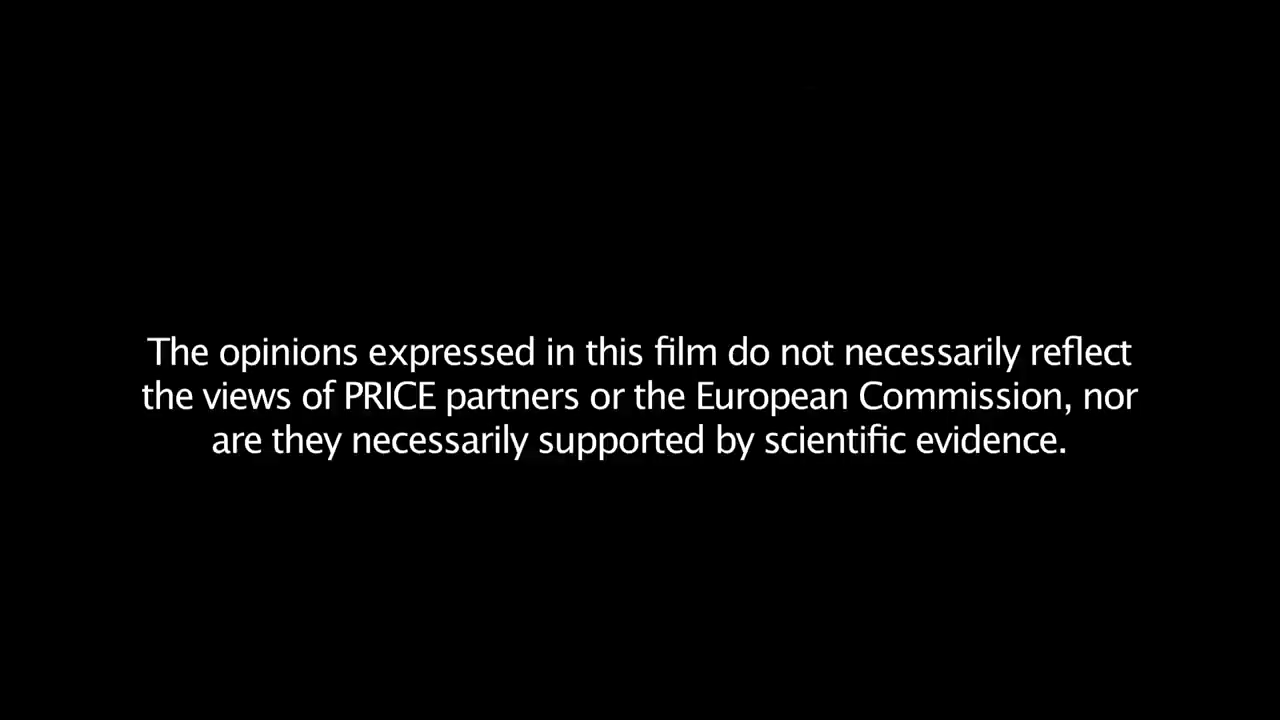 The opinions expressed in this film do not necessarily reflect
the views of PRICE partners or the European Commission, nor
are they necessarily supported by scientific evidence.